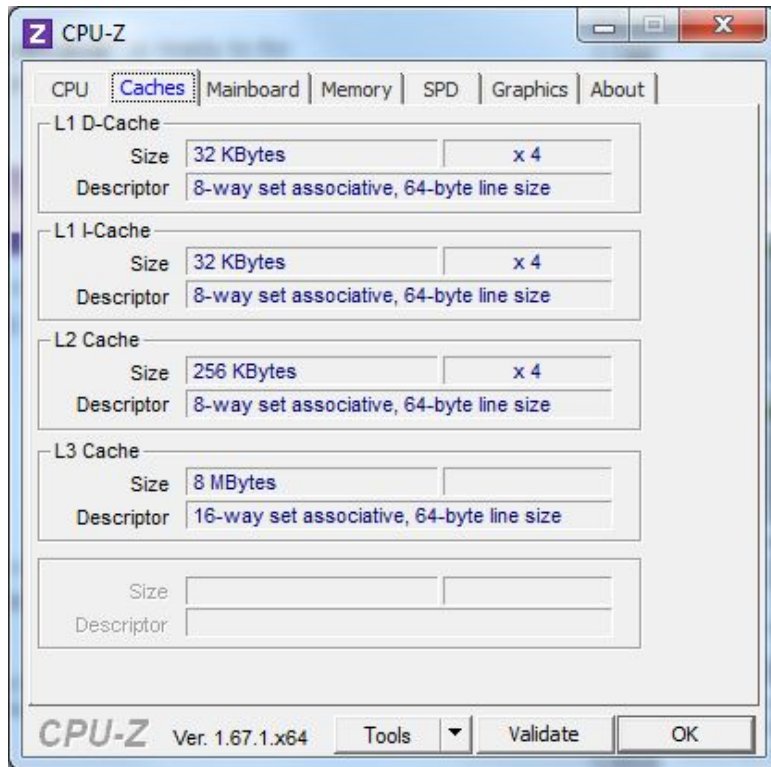 Z CPU-Z X
CPU Caches Mainboard Memory SPD Graphics About
L1 D-Cache
Size 32 KBytes x 4
Descriptor 8-way set associative, 64-byte line size
L1 I-Cache
Size 32 KBytes x 4
Descriptor 8-way set associative, 64-byte line size
L2 Cache
Size 256 KBytes x 4
Descriptor 8-way set associative, 64-byte line size
L3 Cache
Size 8 MBytes
Descriptor 16-way set associative, 64-byte line size
Size
Descriptor
CPU-Z Ver. 1.67.1.x64 Tools Validate OK